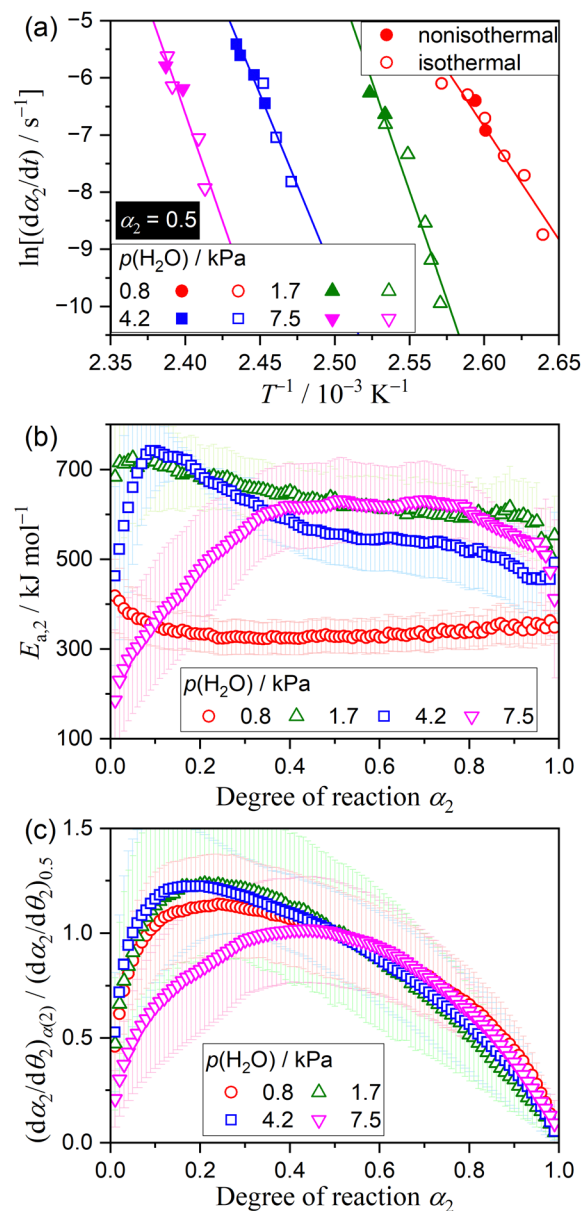 (a)
nonisothermal
isothermal
ln[(dα₂/dt) / s⁻¹]
−5
−6
−7
−8
−9
−10
α₂ = 0.5
p(H₂O) / kPa
0.8 1.7
4.2 7.5
2.35 2.40 2.45 2.50 2.55 2.60 2.65
T⁻¹ / 10⁻³ K⁻¹
(b)
Eₐ,₂ / kJ mol⁻¹
700
500
300
100
p(H₂O) / kPa
0.8 1.7 4.2 7.5
0.0 0.2 0.4 0.6 0.8 1.0
Degree of reaction α₂
(c)
(dα₂/dθ₂)α(2) / (dα₂/dθ₂)0.5
1.5
1.0
0.5
0.0
p(H₂O) / kPa
0.8 1.7
4.2 7.5
0.0 0.2 0.4 0.6 0.8 1.0
Degree of reaction α₂